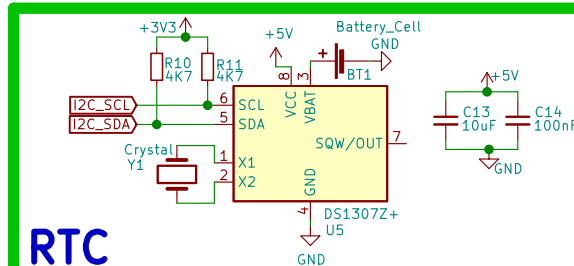 +3V3
+5V
Battery_Cell
GND
R10
4K7
R11
4K7
+
BT1
8
3
VCC
VBAT
I2C_SCL
6
SCL
I2C_SDA
5
SDA
SQW/OUT
7
Crystal
Y1
1
X1
2
X2
GND
4
DS1307Z+
U5
GND
+5V
C13
10uF
C14
100nF
GND
RTC